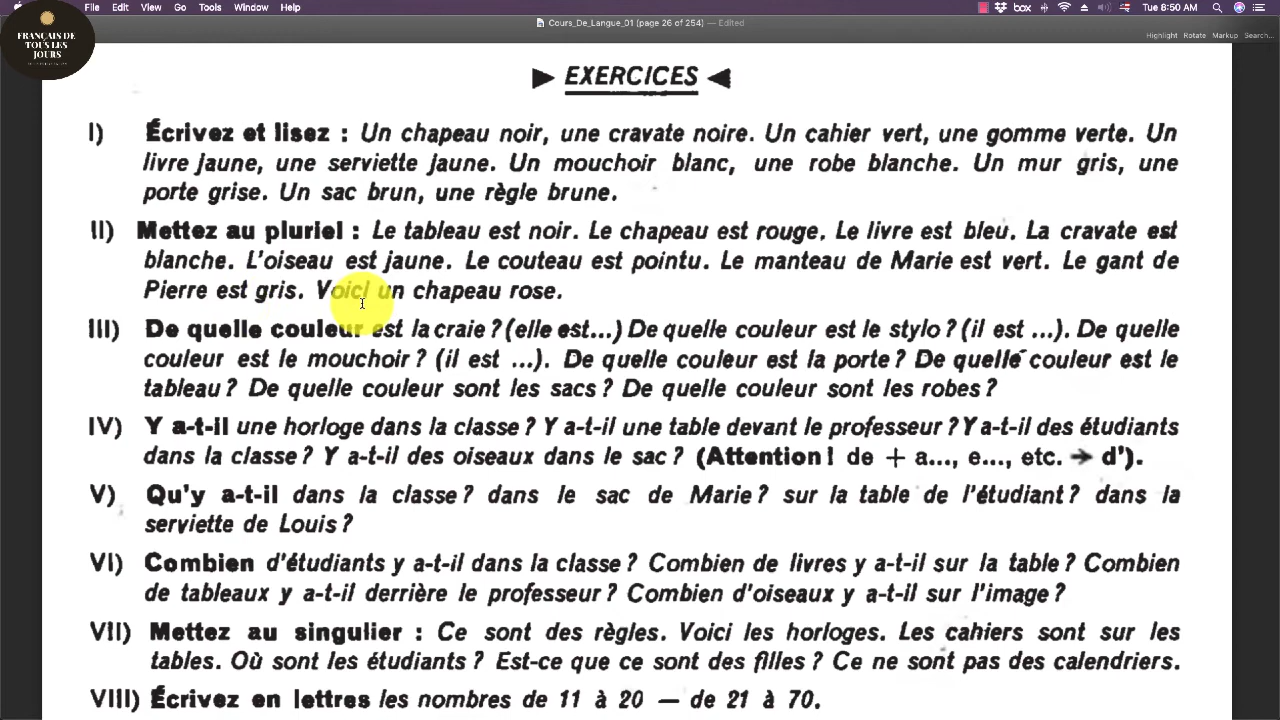 File Edit View Go Tools Window Help
box Tue 8:50 AM
Cours_De_Langue_01 (page 26 of 254) — Edited
Highlight Rotate Markup Search...
FRANÇAIS DE
TOUS LES
JOURS
EXERCICES
I) Écrivez et lisez : Un chapeau noir, une cravate noire. Un cahier vert, une gomme verte. Un
livre jaune, une serviette jaune. Un mouchoir blanc, une robe blanche. Un mur gris, une
porte grise. Un sac brun, une règle brune.
II) Mettez au pluriel : Le tableau est noir. Le chapeau est rouge. Le livre est bleu. La cravate est
blanche. L'oiseau est jaune. Le couteau est pointu. Le manteau de Marie est vert. Le gant de
Pierre est gris. Voici un chapeau rose.
III) De quelle couleur est la craie ? (elle est...) De quelle couleur est le stylo ? (il est ...). De quelle
couleur est le mouchoir ? (il est ...). De quelle couleur est la porte ? De quelle couleur est le
tableau ? De quelle couleur sont les sacs ? De quelle couleur sont les robes ?
IV) Y a-t-il une horloge dans la classe ? Y a-t-il une table devant le professeur ? Y a-t-il des étudiants
dans la classe ? Y a-t-il des oiseaux dans le sac ? (Attention ! de + a..., e..., etc. → d').
V) Qu'y a-t-il dans la classe ? dans le sac de Marie ? sur la table de l'étudiant ? dans la
serviette de Louis ?
VI) Combien d'étudiants y a-t-il dans la classe ? Combien de livres y a-t-il sur la table ? Combien
de tableaux y a-t-il derrière le professeur ? Combien d'oiseaux y a-t-il sur l'image ?
VII) Mettez au singulier : Ce sont des règles. Voici les horloges. Les cahiers sont sur les
tables. Où sont les étudiants ? Est-ce que ce sont des filles ? Ce ne sont pas des calendriers.
VIII) Écrivez en lettres les nombres de 11 à 20 — de 21 à 70.